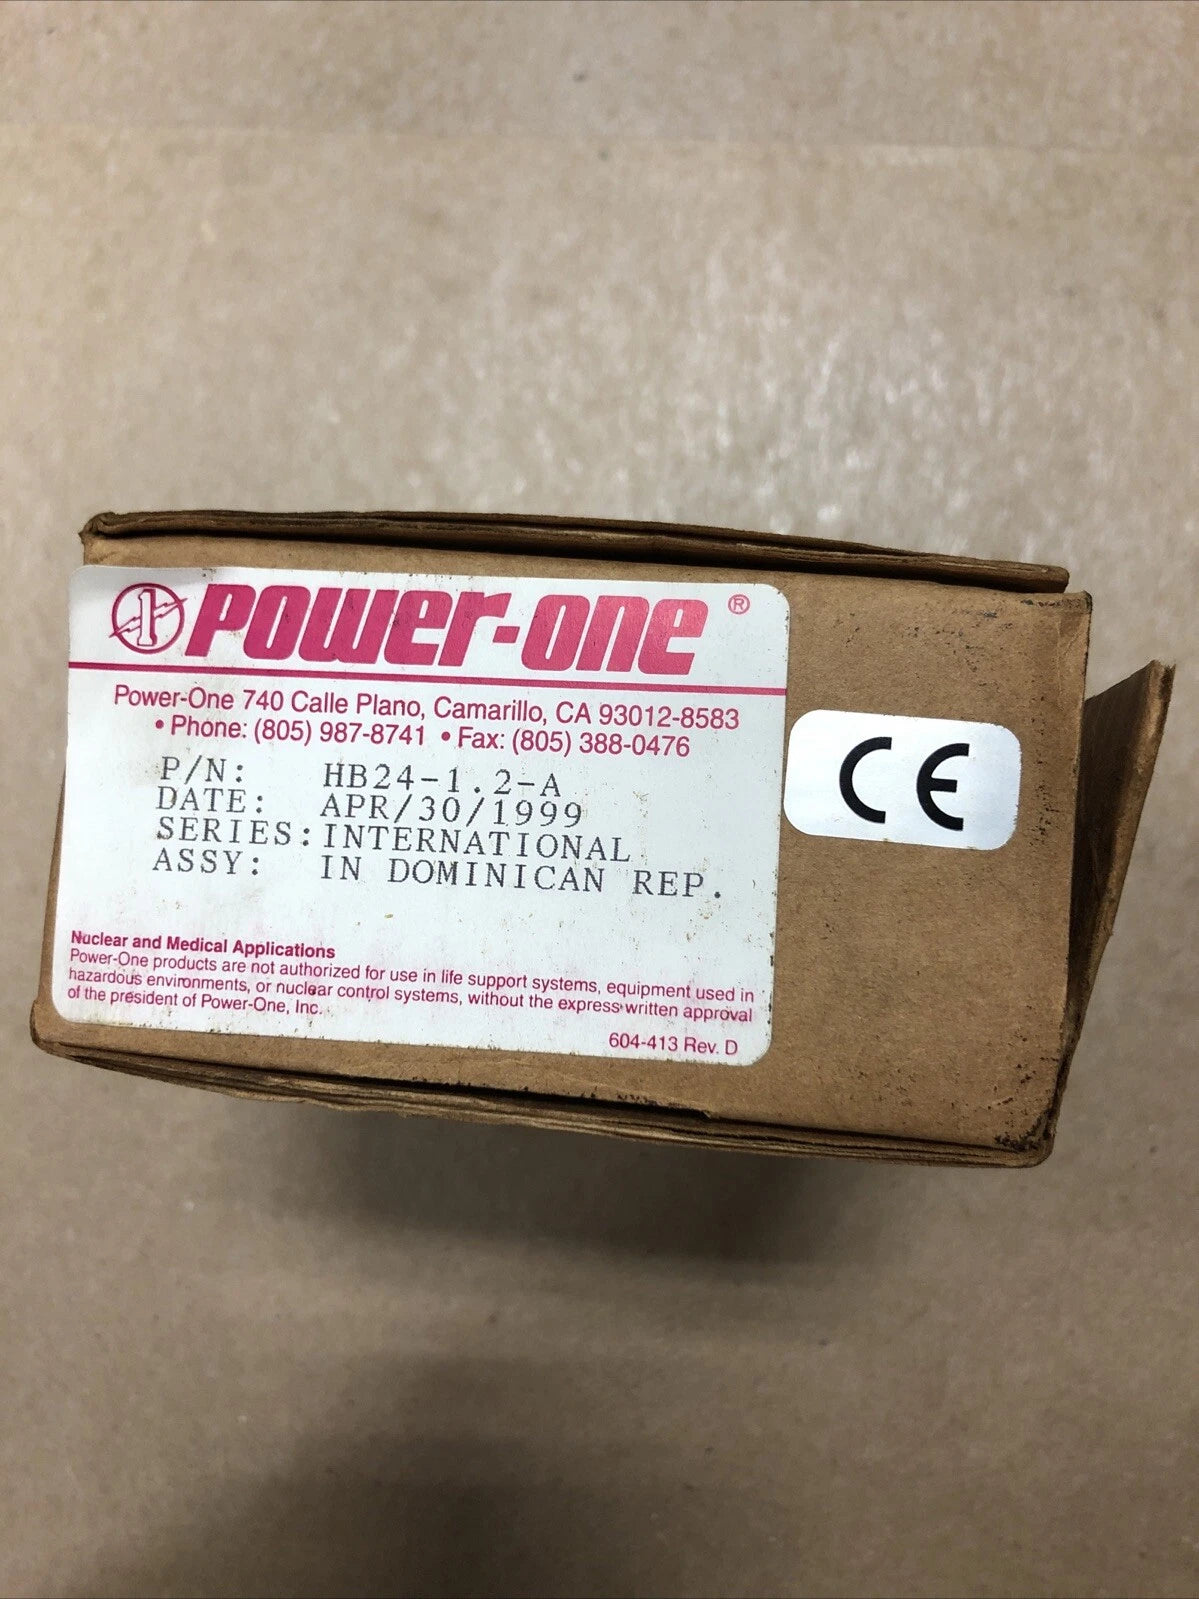 1 POWER-ONE ®
Power-One 740 Calle Plano, Camarillo, CA 93012-8583
• Phone: (805) 987-8741 • Fax: (805) 388-0476
P/N: HB24-1.2-A
DATE: APR/30/1999
SERIES: INTERNATIONAL
ASSY: IN DOMINICAN REP.
CE
Nuclear and Medical Applications
Power-One products are not authorized for use in life support systems, equipment used in
hazardous environments, or nuclear control systems, without the express written approval
of the president of Power-One, Inc.
604-413 Rev. D